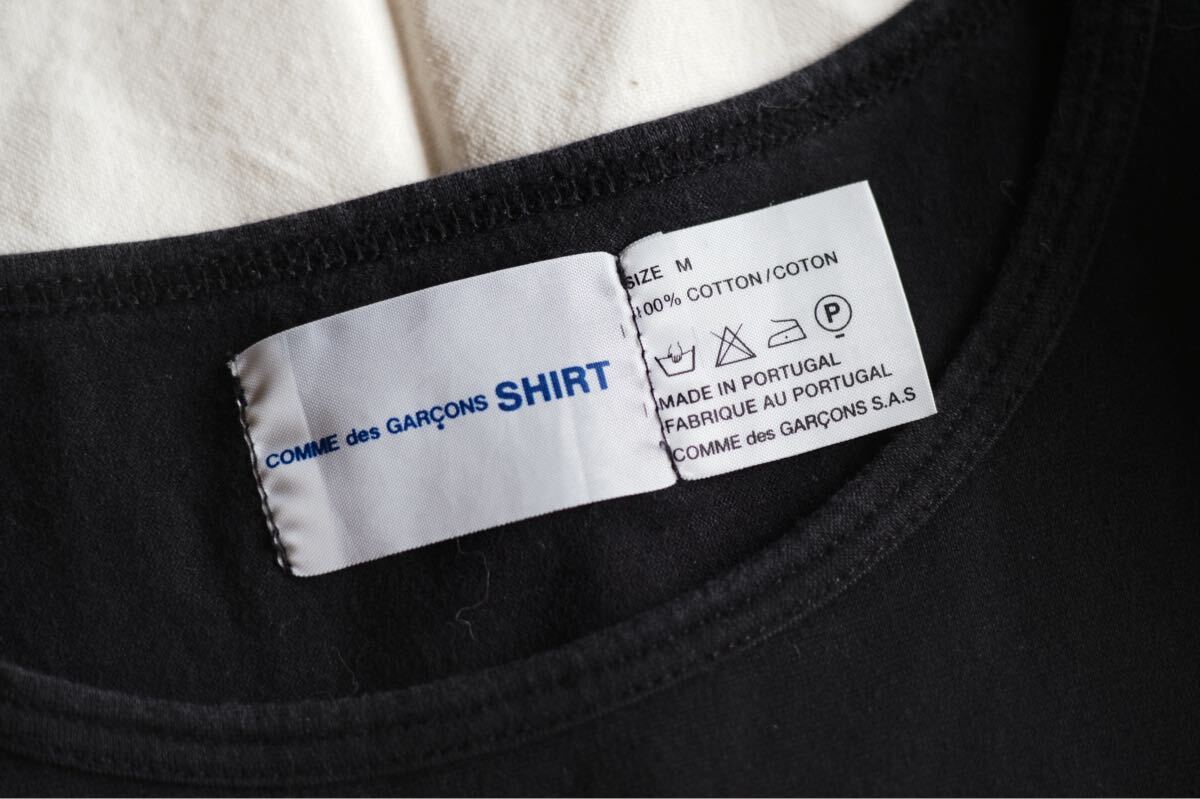 COMME des GARÇONS SHIRT
SIZE M
100% COTTON/COTON
P
MADE IN PORTUGAL
FABRIQUE AU PORTUGAL
COMME des GARÇONS S.A.S